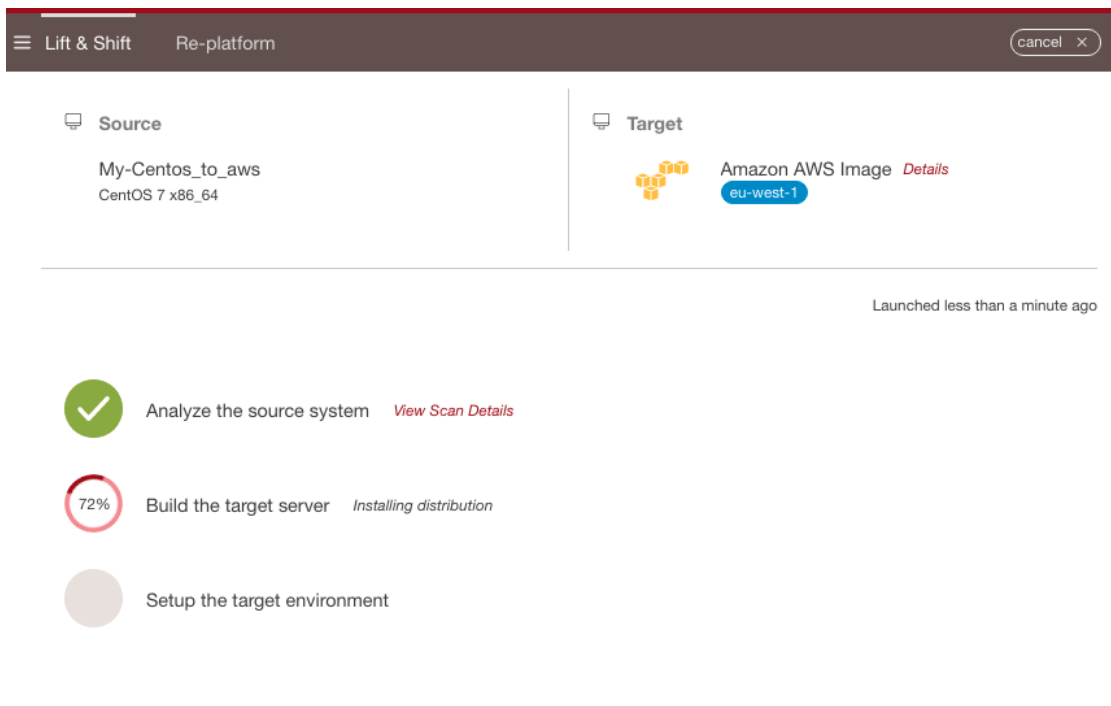 Lift & Shift Re-platform cancel ×
Source
My-Centos_to_aws
CentOS 7 x86_64
Target
Amazon AWS Image Details
eu-west-1
Launched less than a minute ago
Analyze the source system View Scan Details
72% Build the target server Installing distribution
Setup the target environment